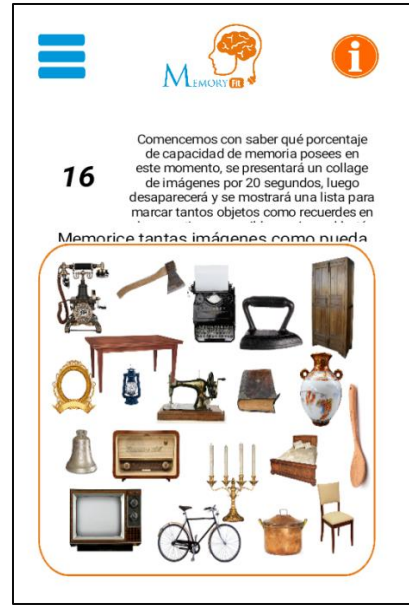 MEMORY Fit
i
16
Comencemos con saber qué porcentaje
de capacidad de memoria posees en
este momento, se presentará un collage
de imágenes por 20 segundos, luego
desaparecerá y se mostrará una lista para
marcar tantos objetos como recuerdes en
Memorice tantas imágenes como pueda